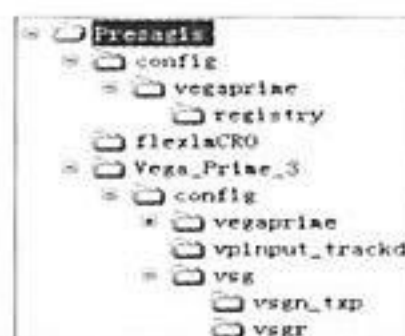 Presagis
config
vegaprime
registry
flexlmCRO
Vega_Prime_3
config
vegaprime
vpinput_trackd
vsg
vsgn_txp
vsgr